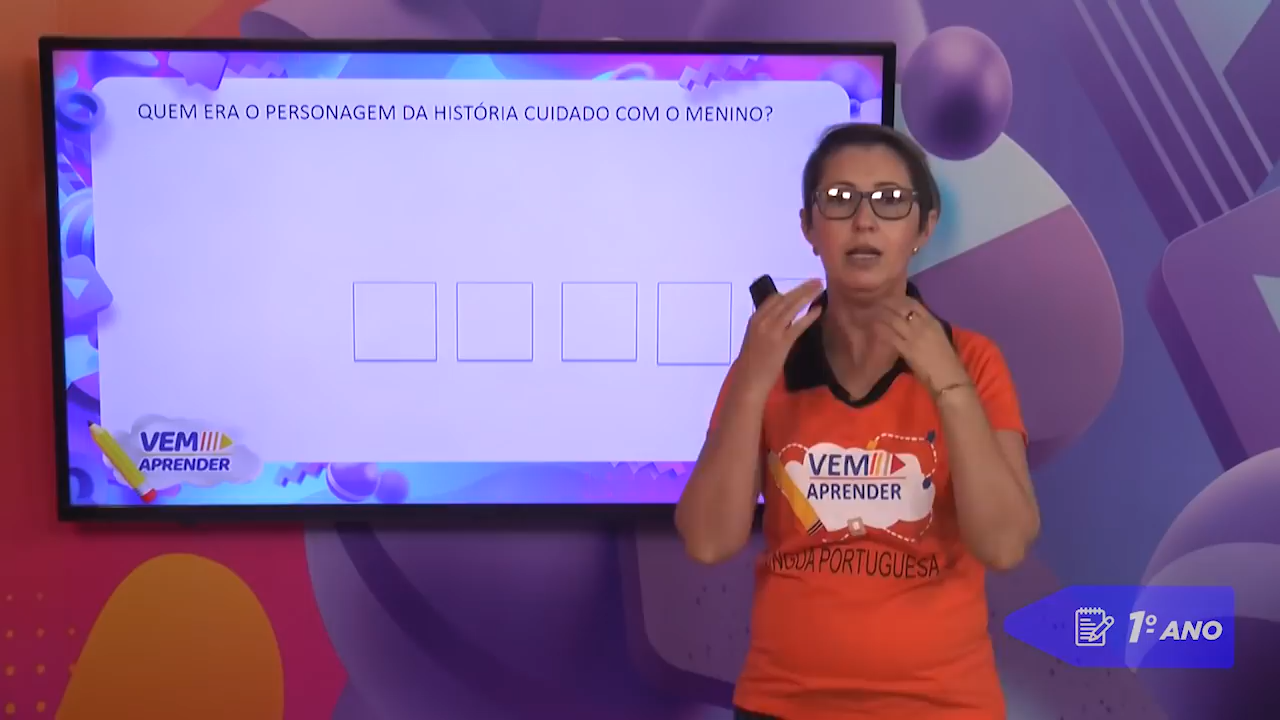 QUEM ERA O PERSONAGEM DA HISTÓRIA CUIDADO COM O MENINO?
VEM
APRENDER
VEM
APRENDER
NGUA PORTUGUESA
1º ANO